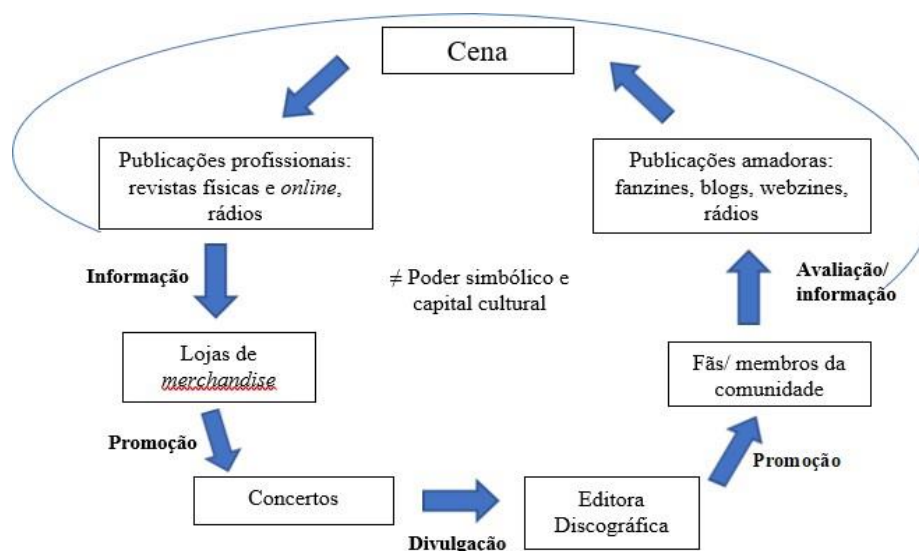 Cena
Publicações profissionais:
revistas físicas e online,
rádios
Publicações amadoras:
fanzines, blogs, webzines,
rádios
Informação
≠ Poder simbólico e
capital cultural
Avaliação/
informação
Lojas de
merchandise
Fãs/ membros da
comunidade
Promoção
Promoção
Concertos
Editora
Discográfica
Divulgação